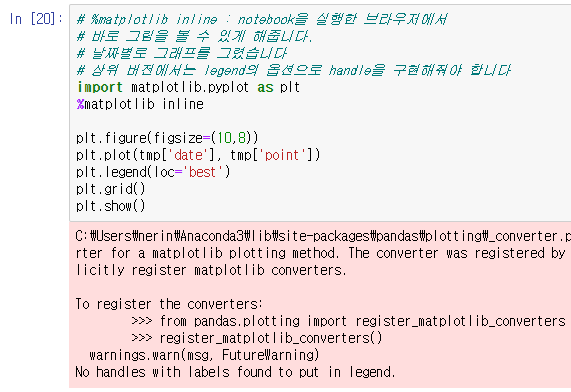 In [20]:
# %matplotlib inline : notebook을 실행한 브라우저에서
# 바로 그림을 볼 수 있게 해줍니다.
# 날짜별로 그래프를 그렸습니다
# 상위 버전에서는 legend의 옵션으로 handle을 구현해줘야 합니다
import matplotlib.pyplot as plt
%matplotlib inline
plt.figure(figsize=(10,8))
plt.plot(tmp['date'], tmp['point'])
plt.legend(loc='best')
plt.grid()
plt.show()
C:₩Users₩nerin₩Anaconda3₩lib₩site-packages₩pandas₩plotting₩_converter.p
rter for a matplotlib plotting method. The converter was registered by
licitly register matplotlib converters.
To register the converters:
>>> from pandas.plotting import register_matplotlib_converters
>>> register_matplotlib_converters()
warnings.warn(msg, FutureWarning)
No handles with labels found to put in legend.